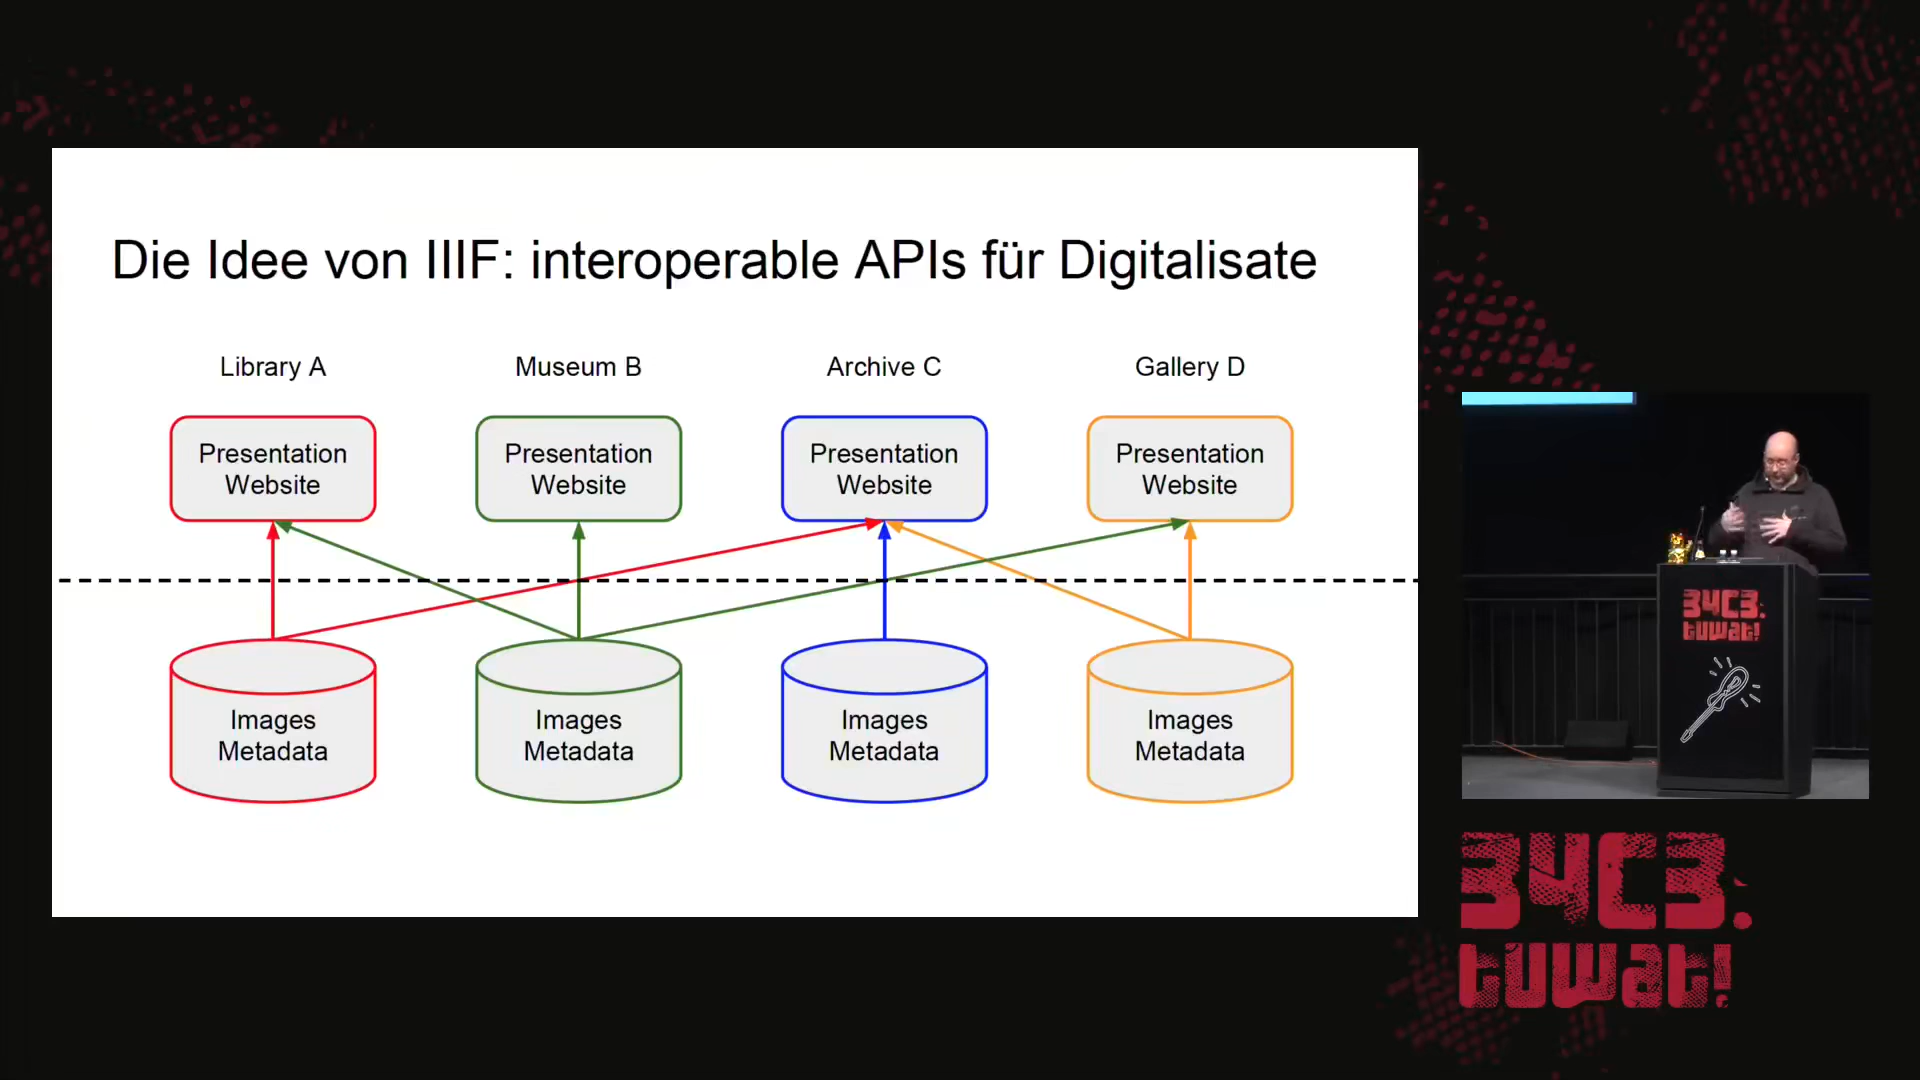 Die Idee von IIIF: interoperable APIs für Digitalisate
Library A
Museum B
Archive C
Gallery D
Presentation
Website
Presentation
Website
Presentation
Website
Presentation
Website
Images
Metadata
Images
Metadata
Images
Metadata
Images
Metadata
34C3.
tuwat!
34C3.
tuwat!